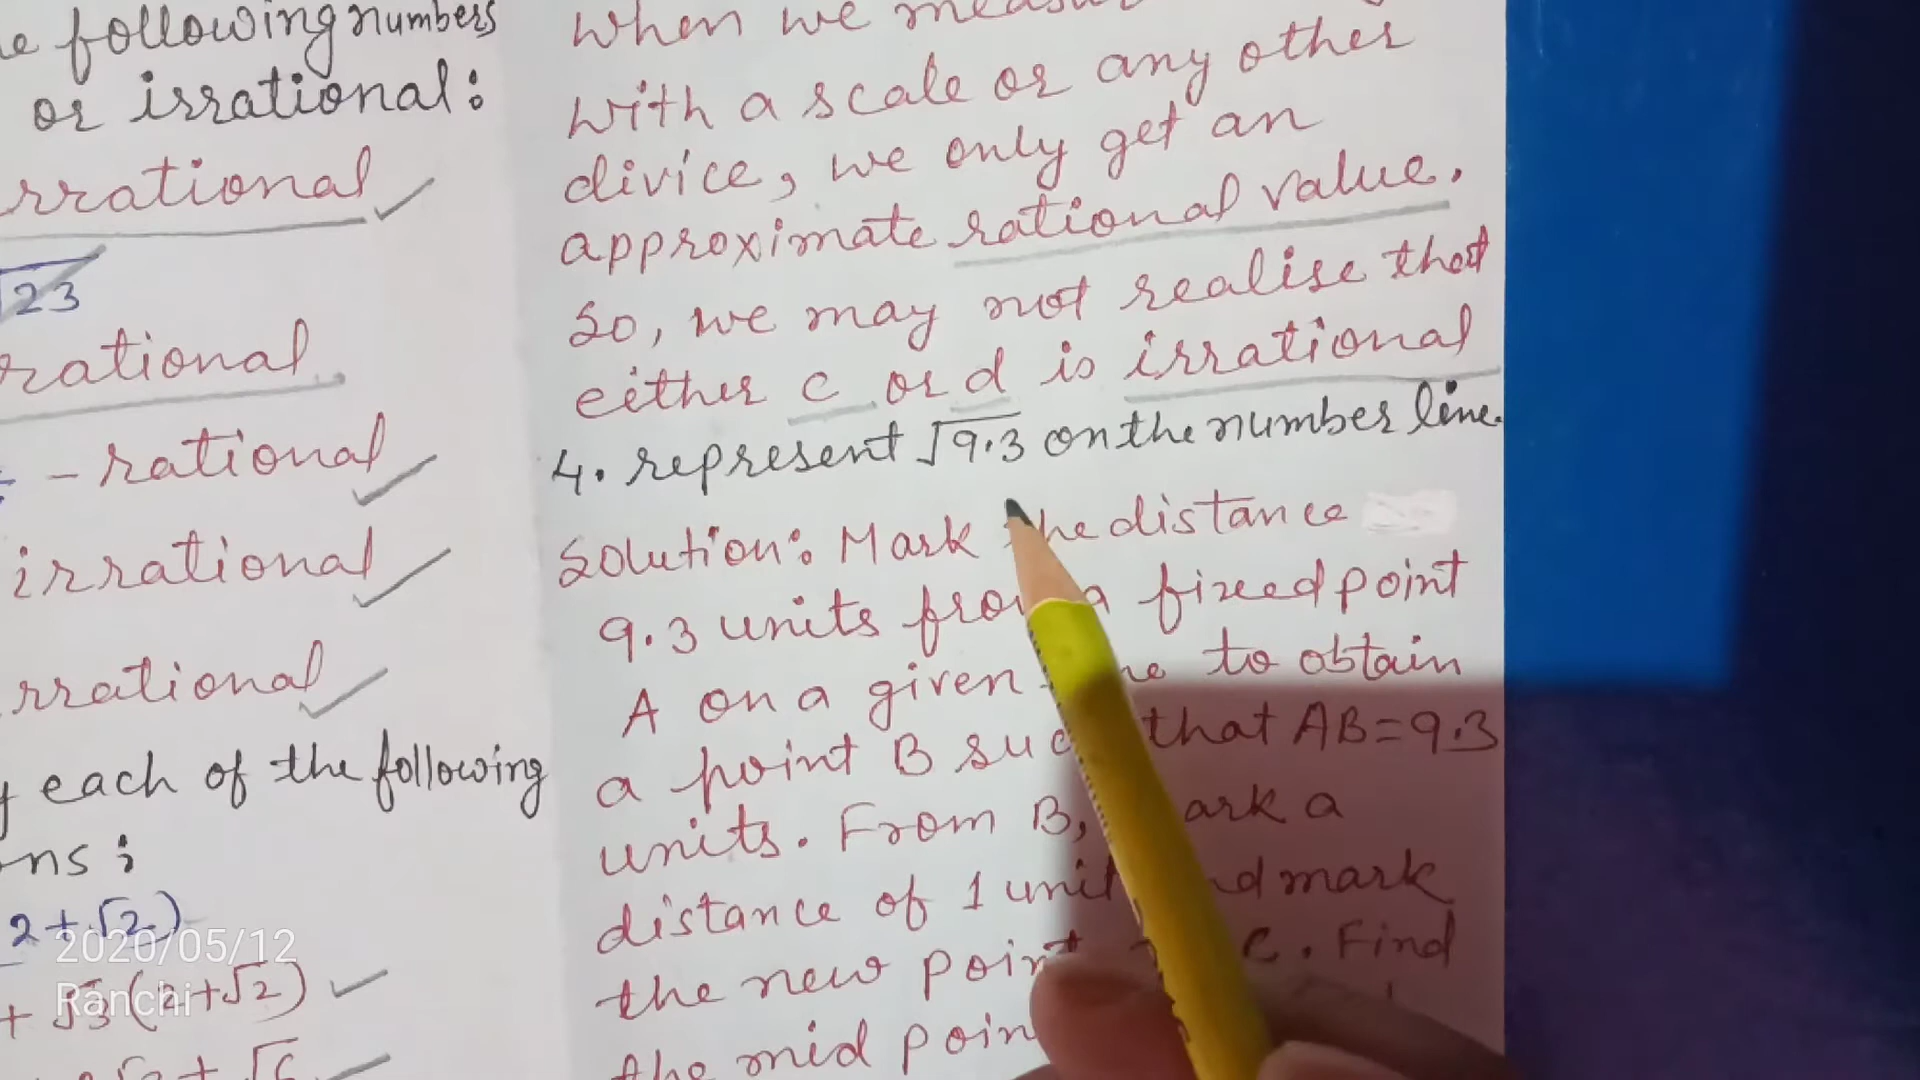 following numbers
or irrational:
rrational
√23
rational
- rational
irrational
rrational
each of the following
ns:
2+√2)
+ √3(2+√2)
2020/05/12
Ranchi
when we
with a scale or any other
divice, we only get an
approximate rational value.
So, we may not realise that
either c or d is irrational
4. represent √9.3 on the number line.
Solution: Mark the distance
9.3 units from a fixed point
A on a given to obtain
a point B such that AB=9.3
units. From B, mark a
distance of 1 unit and mark
the new point C. Find
the mid point